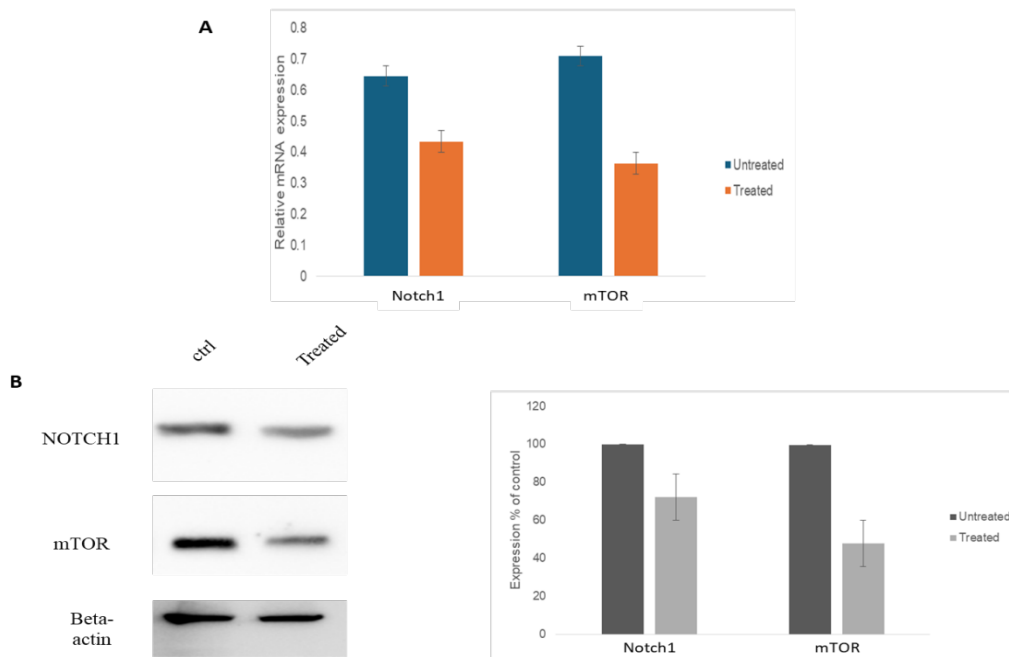 A
Relative mRNA expression
0.8
0.7
0.6
0.5
0.4
0.3
0.2
0.1
0
Notch1
mTOR
Untreated
Treated
ctrl
Treated
B
NOTCH1
mTOR
Beta-
actin
Expression % of control
120
100
80
60
40
20
0
Notch1
mTOR
Untreated
Treated